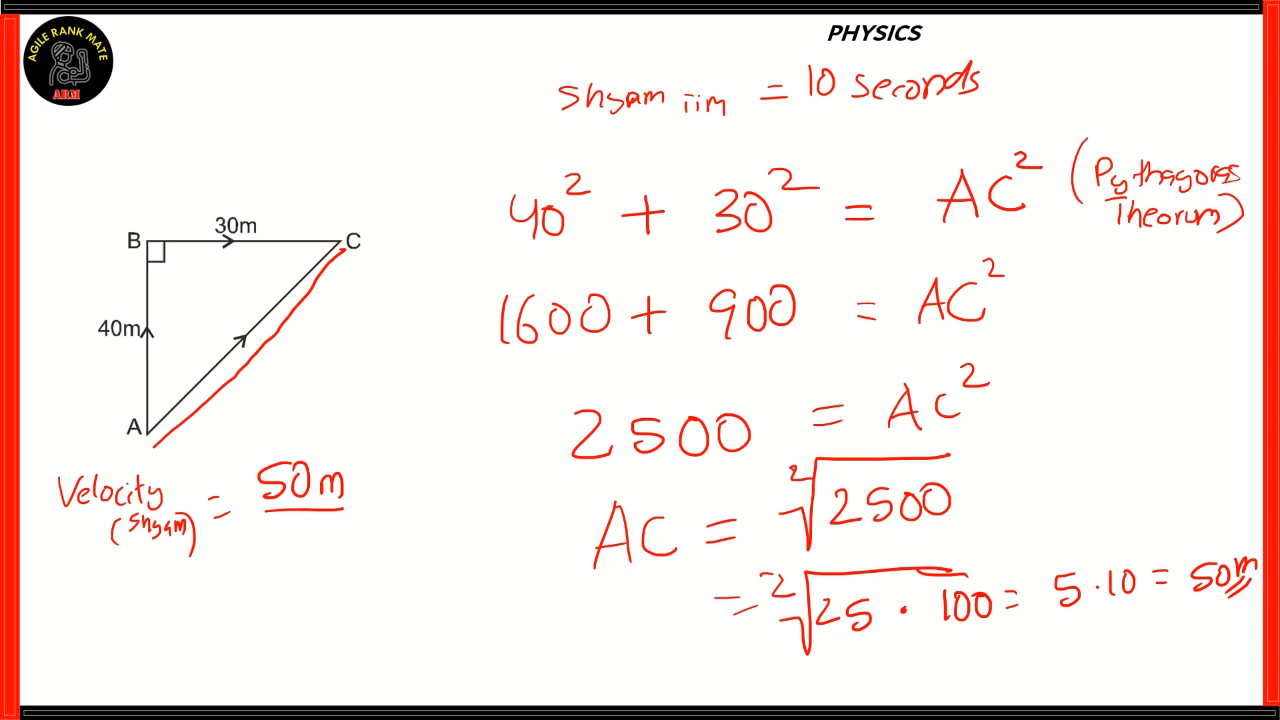 AGILE RANK MATE
ARM
PHYSICS
shyam iim = 10 seconds
40² + 30² = AC² (Pythagoras Theorum)
1600 + 900 = AC²
2500 = AC²
AC = ²√2500
= ²√25 · 100 = 5 · 10 = 50m
B 30m C
40m
A
Velocity (shyam) = 50m